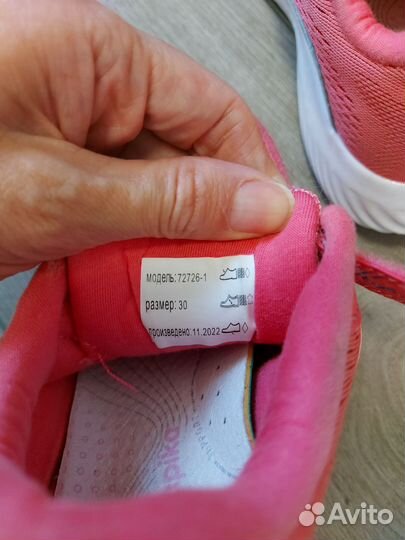 модель:72726-1
размер: 30
произведено.11.2022
Avito